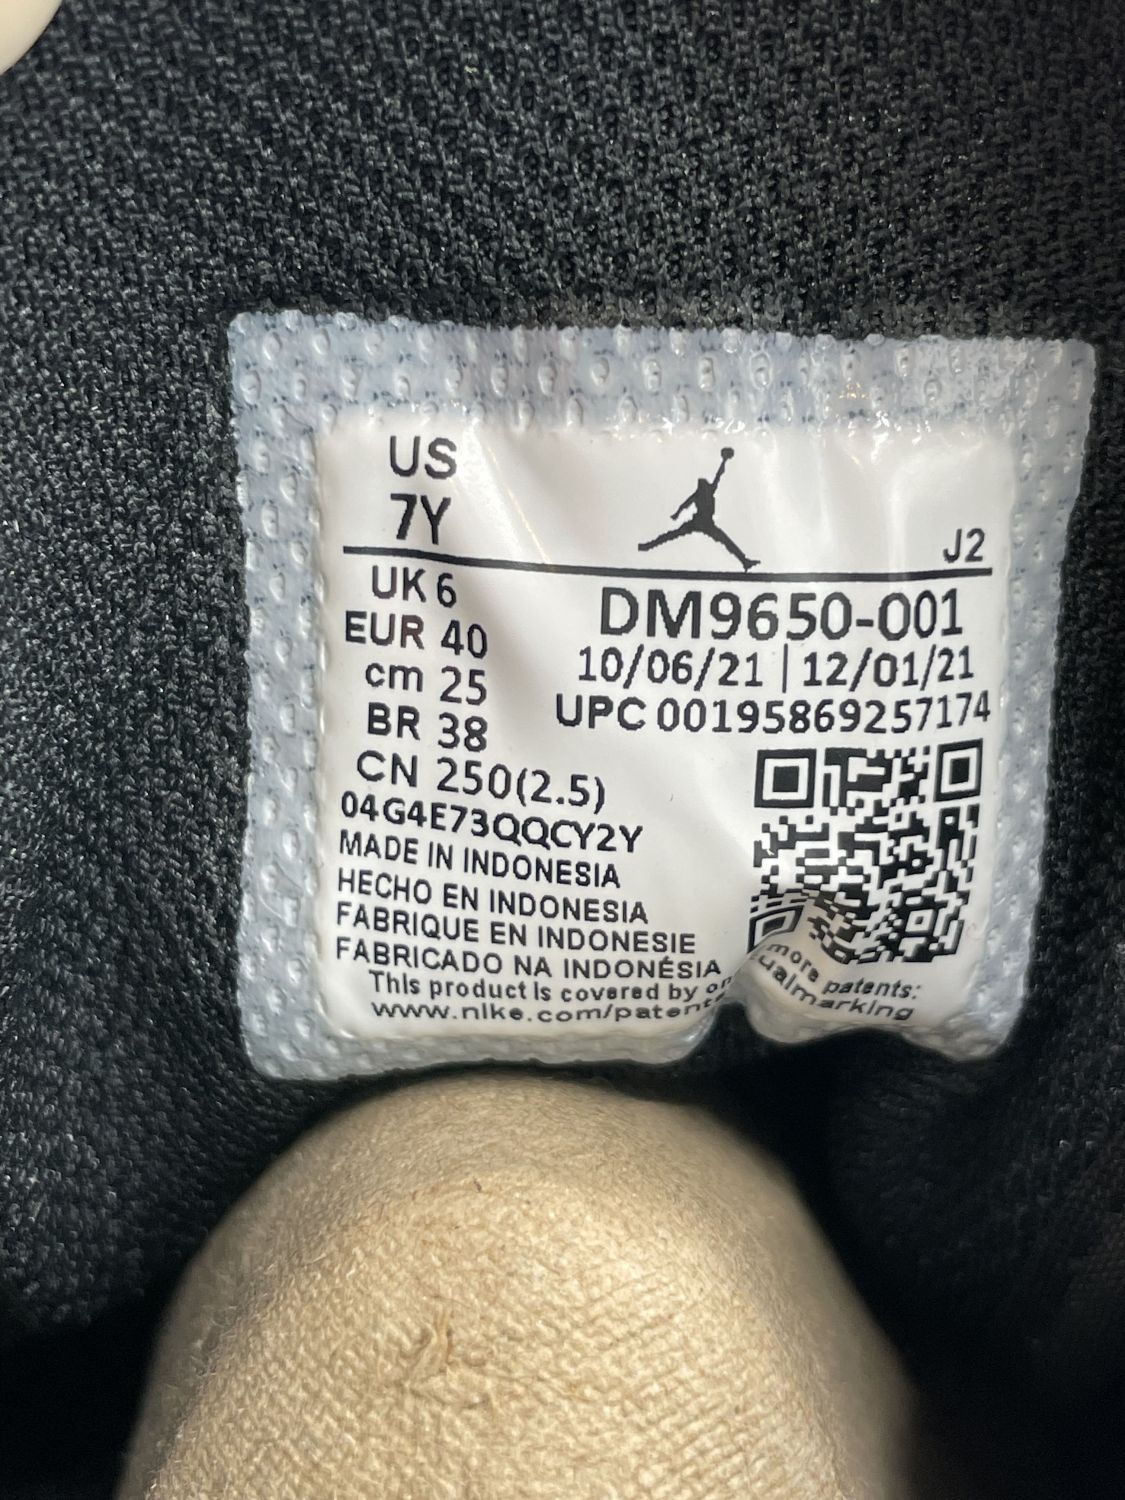 US
7Y
J2
UK 6
EUR 40
cm 25
BR 38
CN 250(2.5)
DM9650-001
10/06/21 | 12/01/21
UPC 00195869257174
04G4E73QQCY2Y
MADE IN INDONESIA
HECHO EN INDONESIA
FABRIQUE EN INDONESIE
FABRICADO NA INDONÉSIA
This product is covered by
more patents:
www.nike.com/patents